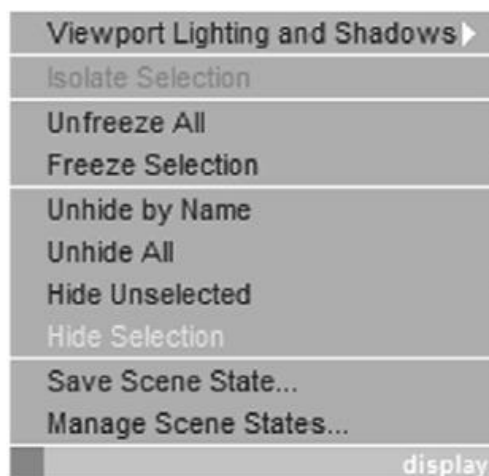 Viewport Lighting and Shadows
Isolate Selection
Unfreeze All
Freeze Selection
Unhide by Name
Unhide All
Hide Unselected
Hide Selection
Save Scene State...
Manage Scene States...
display